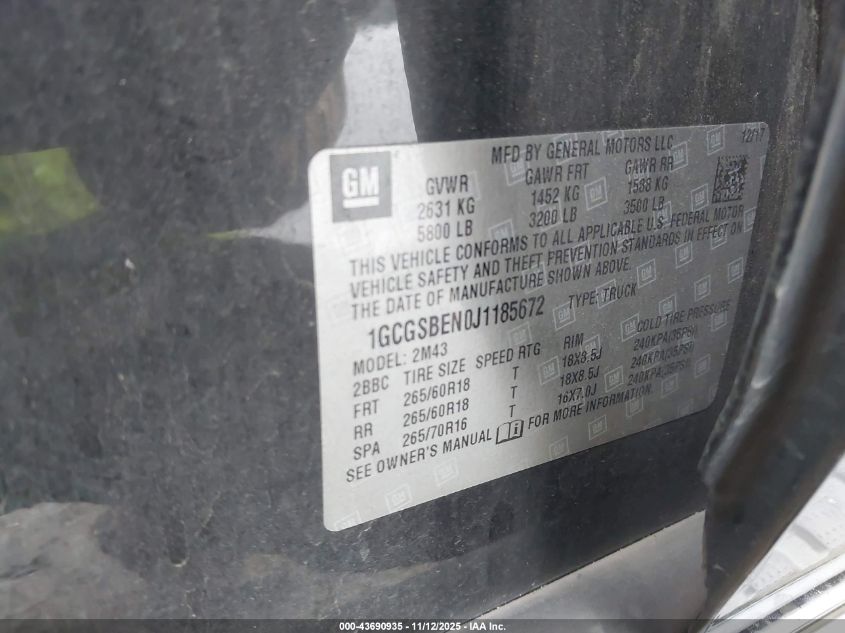 GM
MFD BY GENERAL MOTORS LLC 12/17
GVWR GAWR FRT GAWR RR
2631 KG 1452 KG 1588 KG
5800 LB 3200 LB 3500 LB
THIS VEHICLE CONFORMS TO ALL APPLICABLE U.S. FEDERAL MOTOR
VEHICLE SAFETY AND THEFT PREVENTION STANDARDS IN EFFECT ON
THE DATE OF MANUFACTURE SHOWN ABOVE.
1GCGSBEN0J1185672 TYPE: TRUCK
MODEL: 2M43
2BBC TIRE SIZE SPEED RTG RIM COLD TIRE PRESSURE
FRT 265/60R18 T 18X8.5J 240KPA(35PSI)
RR 265/60R18 T 18X8.5J 240KPA(35PSI)
SPA 265/70R16 T 16X7.0J 240KPA(35PSI)
SEE OWNER'S MANUAL FOR MORE INFORMATION.
000-43690935 - 11/12/2025 - IAA Inc.